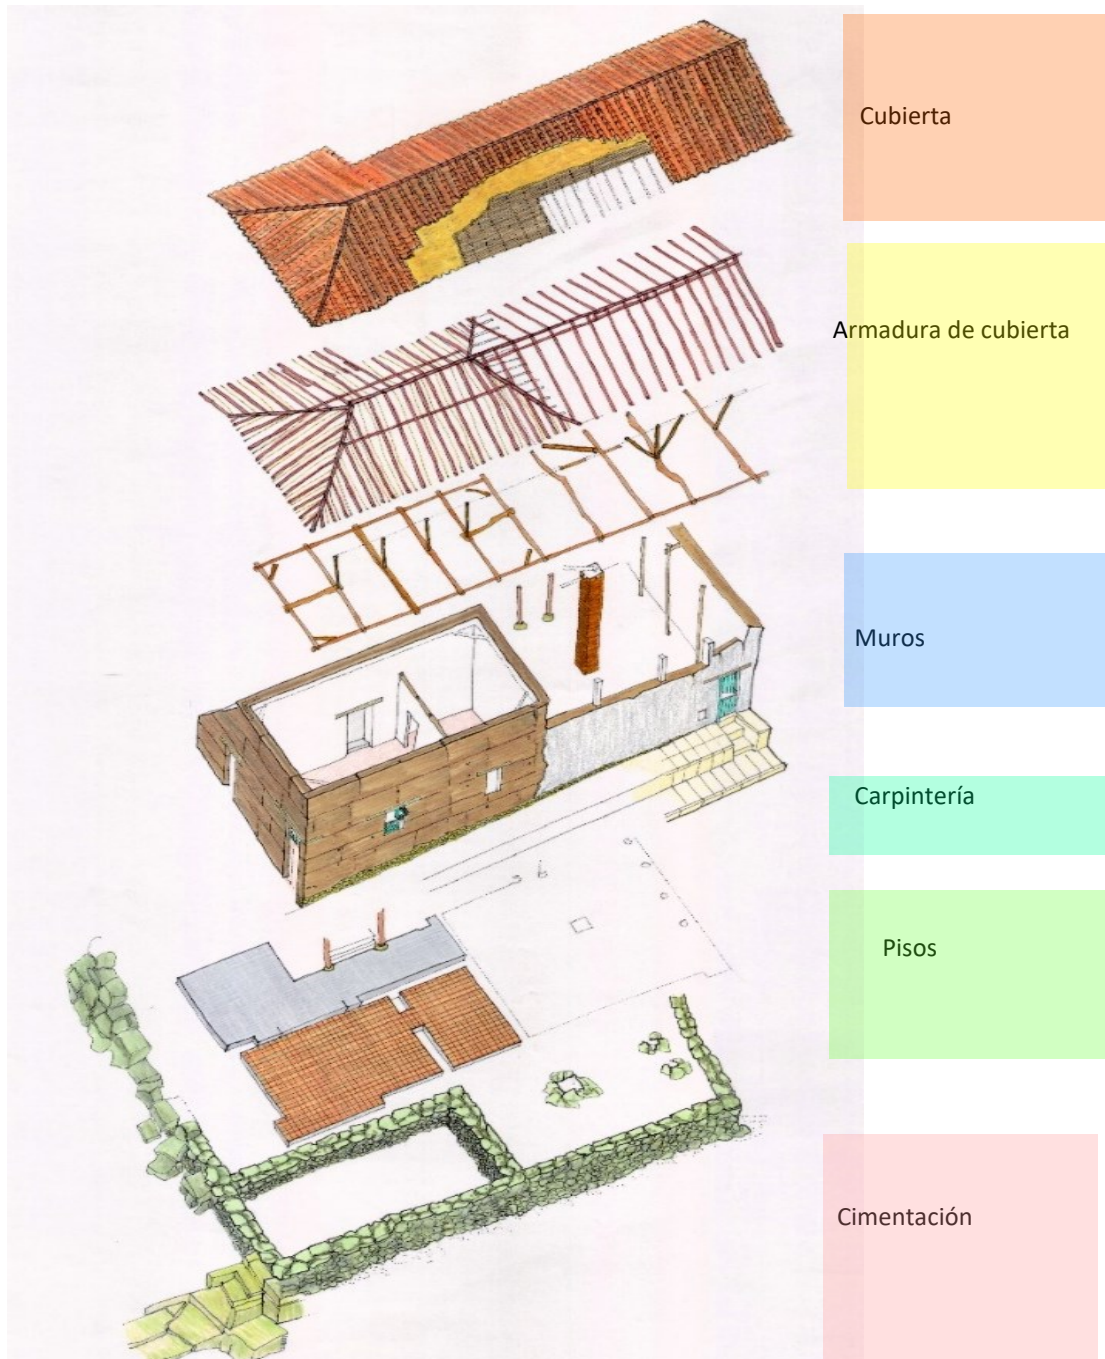 Cubierta
Armadura de cubierta
Muros
Carpintería
Pisos
Cimentación